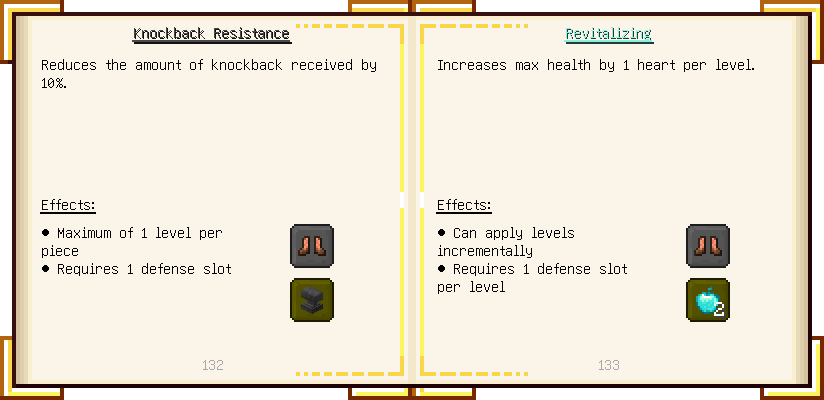 Knockback Resistance
Reduces the amount of knockback received by
10%.
Effects:
● Maximum of 1 level per
piece
● Requires 1 defense slot
132
Revitalizing
Increases max health by 1 heart per level.
Effects:
● Can apply levels
incrementally
● Requires 1 defense slot
per level
2
133